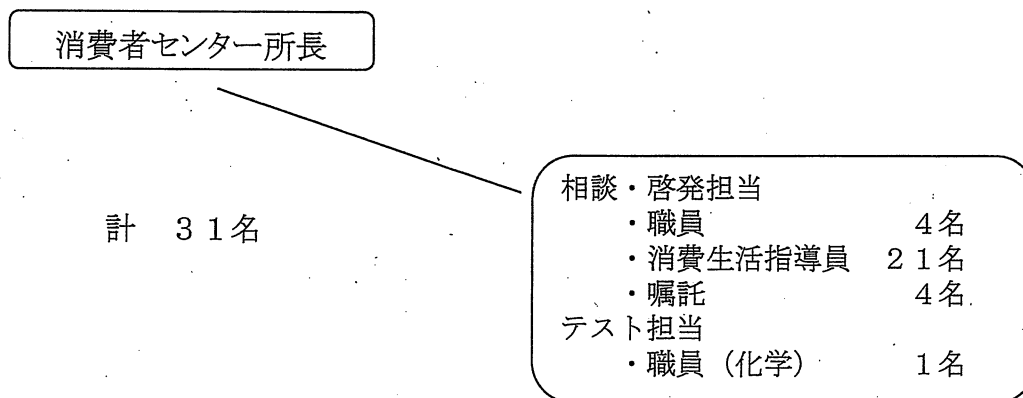 消費者センター所長
計 31名
相談・啓発担当
・職員 4名
・消費生活指導員 21名
・嘱託 4名
テスト担当
・職員(化学) 1名